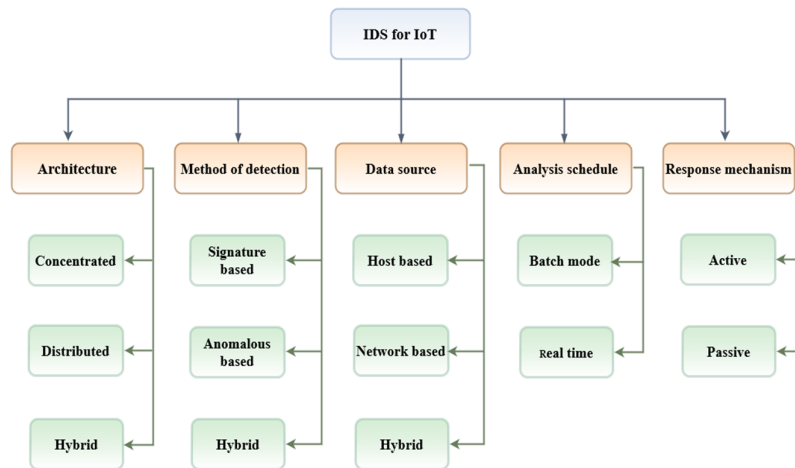 IDS for IoT
Architecture
Method of detection
Data source
Analysis schedule
Response mechanism
Concentrated
Signature
based
Host based
Batch mode
Active
Distributed
Anomalous
based
Network based
Real time
Passive
Hybrid
Hybrid
Hybrid